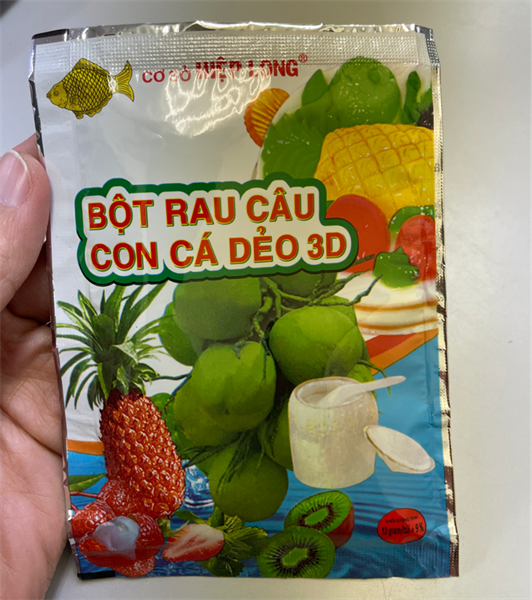 CƠ SỞ HIỆP LONG®
BỘT RAU CÂU
CON CÁ DẺO 3D